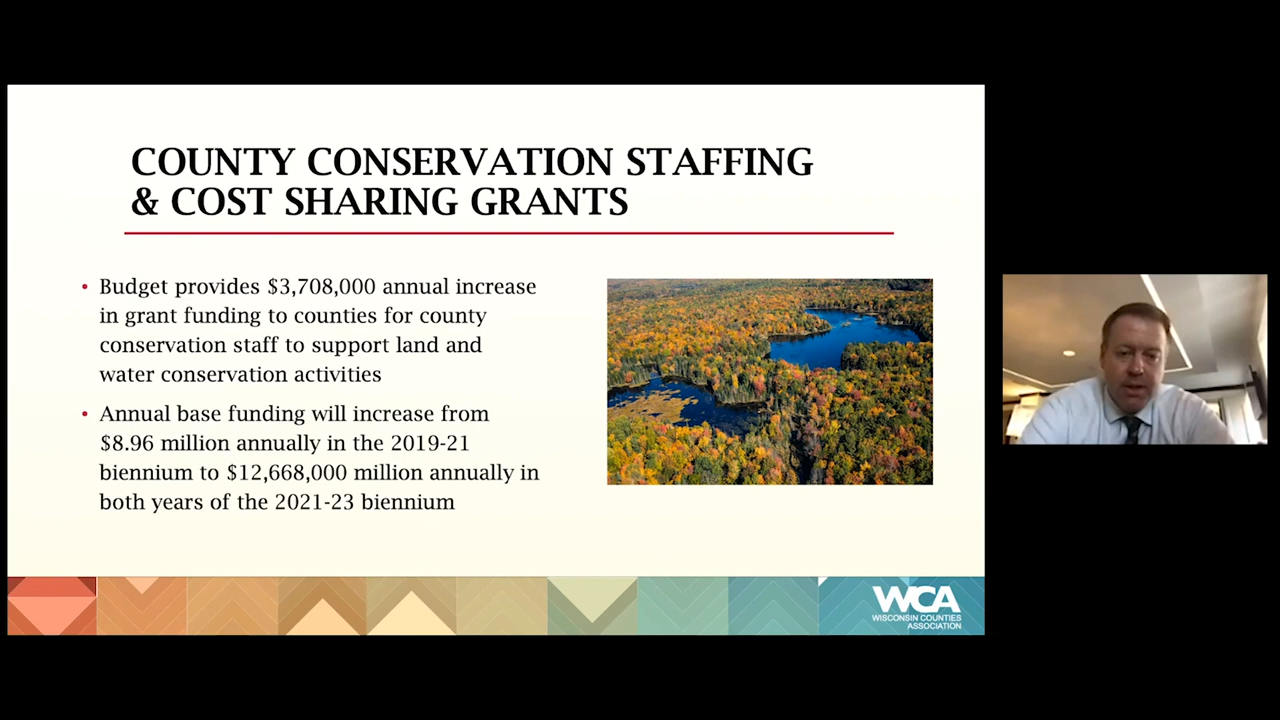 COUNTY CONSERVATION STAFFING
& COST SHARING GRANTS
• Budget provides $3,708,000 annual increase
in grant funding to counties for county
conservation staff to support land and
water conservation activities
• Annual base funding will increase from
$8.96 million annually in the 2019-21
biennium to $12,668,000 million annually in
both years of the 2021-23 biennium
WCA
WISCONSIN COUNTIES
ASSOCIATION